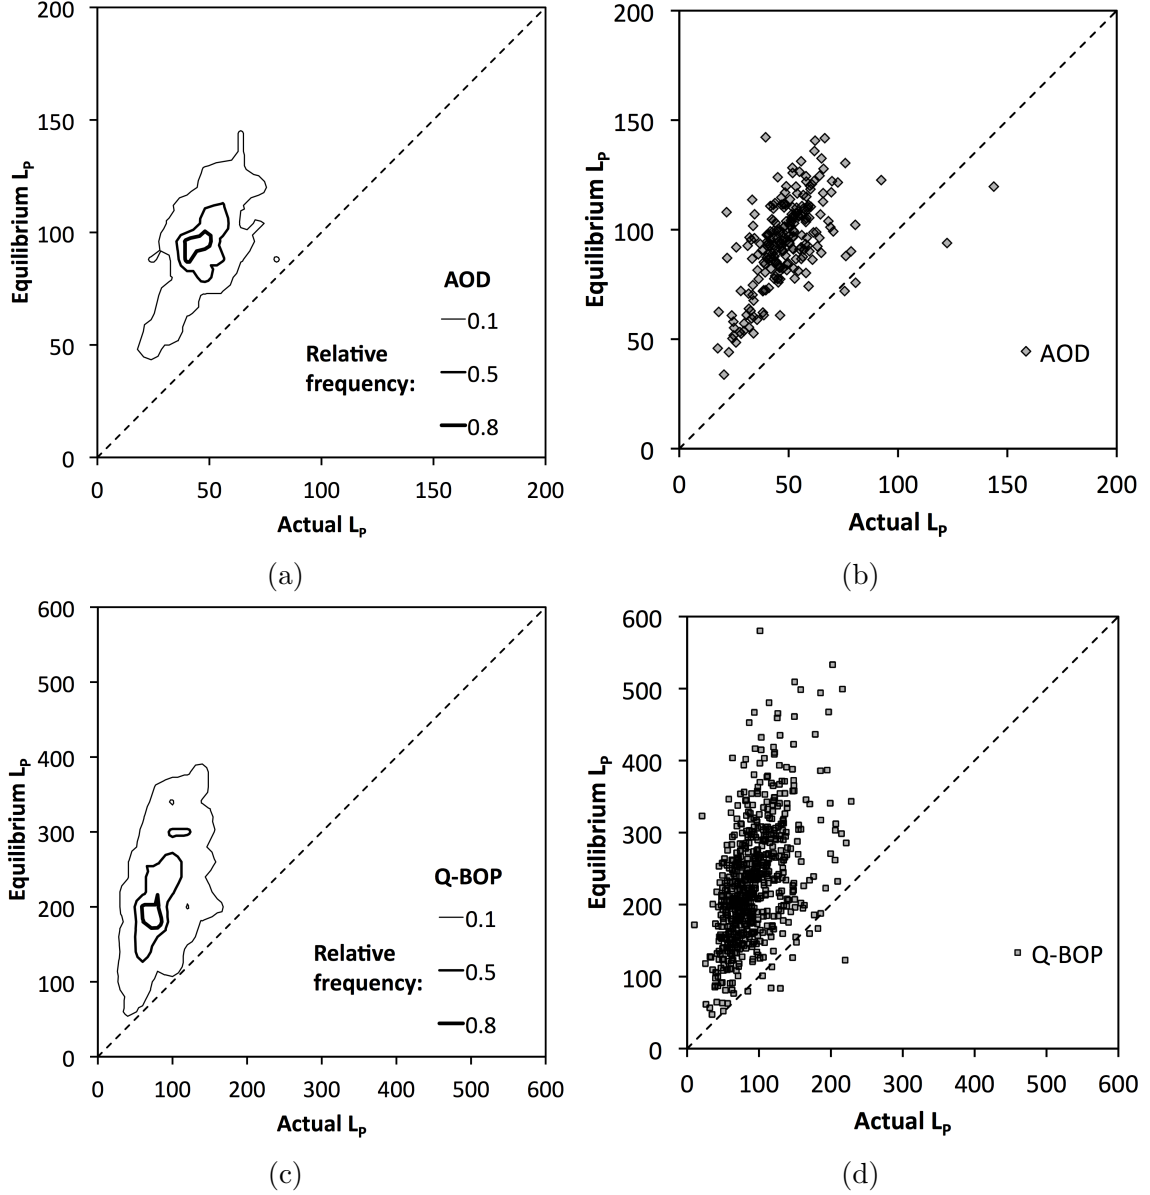 200
150
100
50
0
Equilibrium LP
0 50 100 150 200
Actual LP
AOD
Relative
frequency:
0.1
0.5
0.8
(a)
200
150
100
50
0
Equilibrium LP
0 50 100 150 200
Actual LP
AOD
(b)
600
500
400
300
200
100
0
Equilibrium LP
0 100 200 300 400 500 600
Actual LP
Q-BOP
Relative
frequency:
0.1
0.5
0.8
(c)
600
500
400
300
200
100
0
Equilibrium LP
0 100 200 300 400 500 600
Actual LP
Q-BOP
(d)